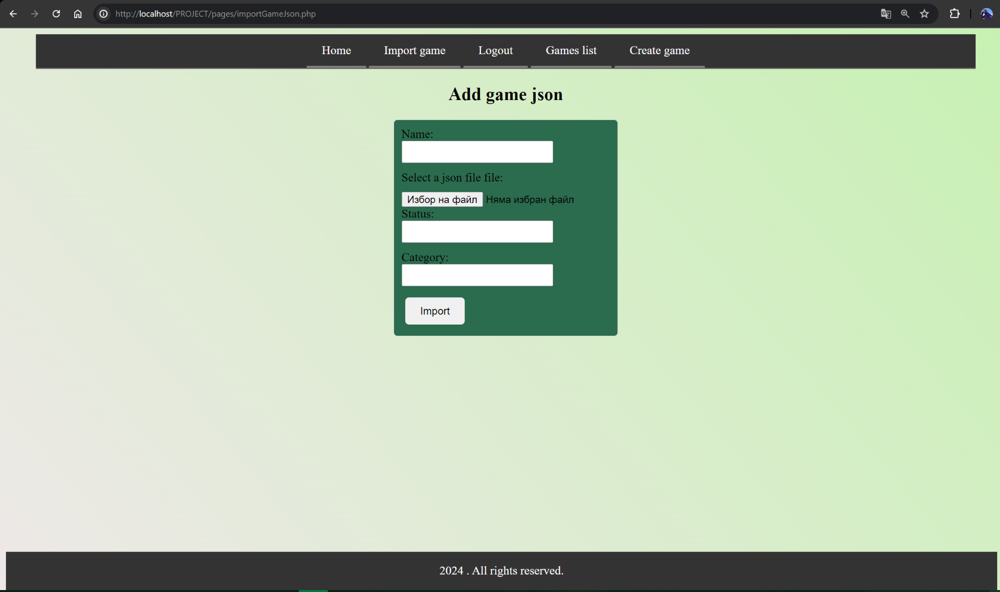 http://localhost/PROJECT/pages/importGameJson.php
Home Import game Logout Games list Create game
Add game json
Name:
Select a json file file:
Избор на файл Няма избран файл
Status:
Category:
Import
2024 . All rights reserved.